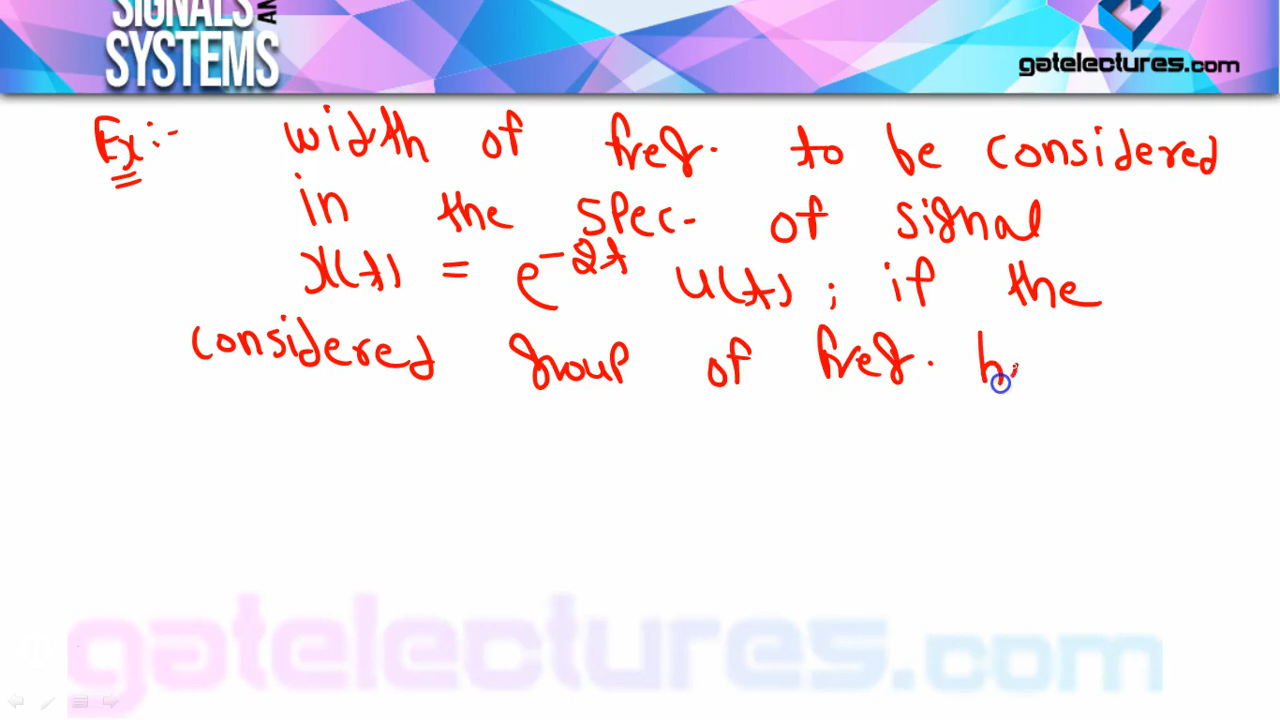 SIGNALS AND
SYSTEMS
gatelectures.com
Ex:- width of freq. to be considered
in the spec. of signal
x(t) = e^-2t u(t) ; if the
considered group of freq.
gatelectures.com